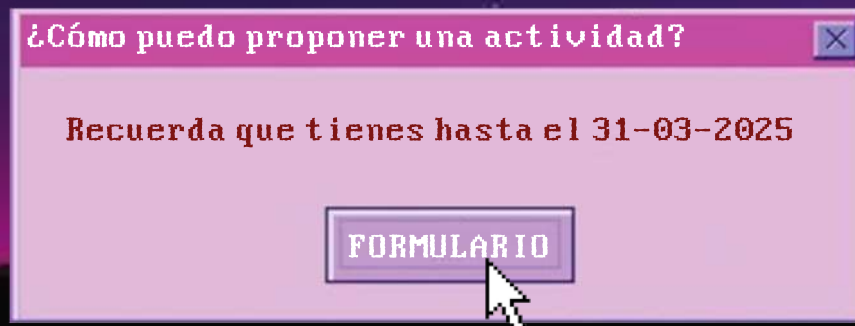 ¿Cómo puedo proponer una actividad?
Recuerda que tienes hasta el 31-03-2025
FORMULARIO